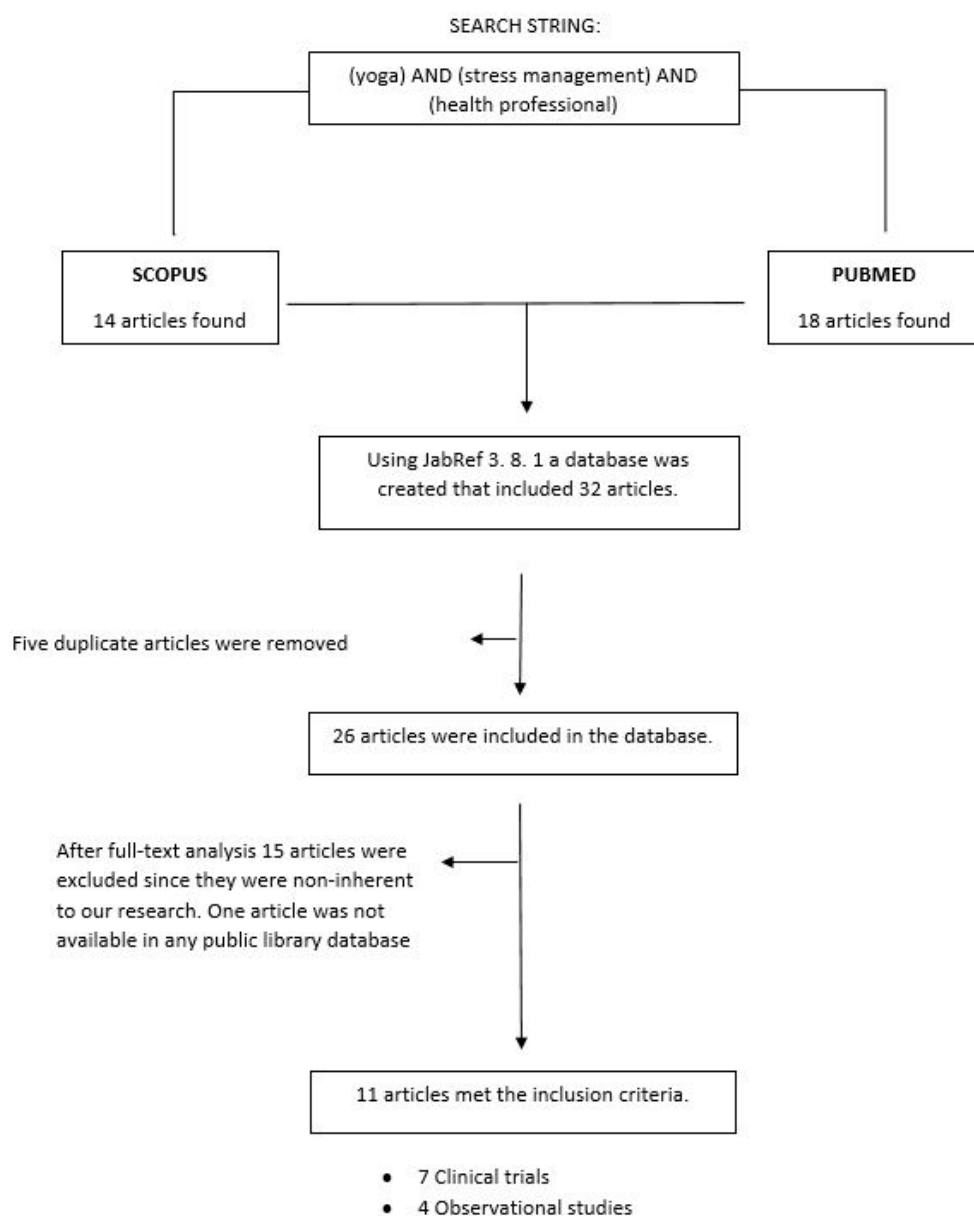 SEARCH STRING:
(yoga) AND (stress management) AND
(health professional)
SCOPUS
14 articles found
PUBMED
18 articles found
Using JabRef 3. 8. 1 a database was
created that included 32 articles.
Five duplicate articles were removed
26 articles were included in the database.
After full-text analysis 15 articles were
excluded since they were non-inherent
to our research. One article was not
available in any public library database
11 articles met the inclusion criteria.
• 7 Clinical trials
• 4 Observational studies